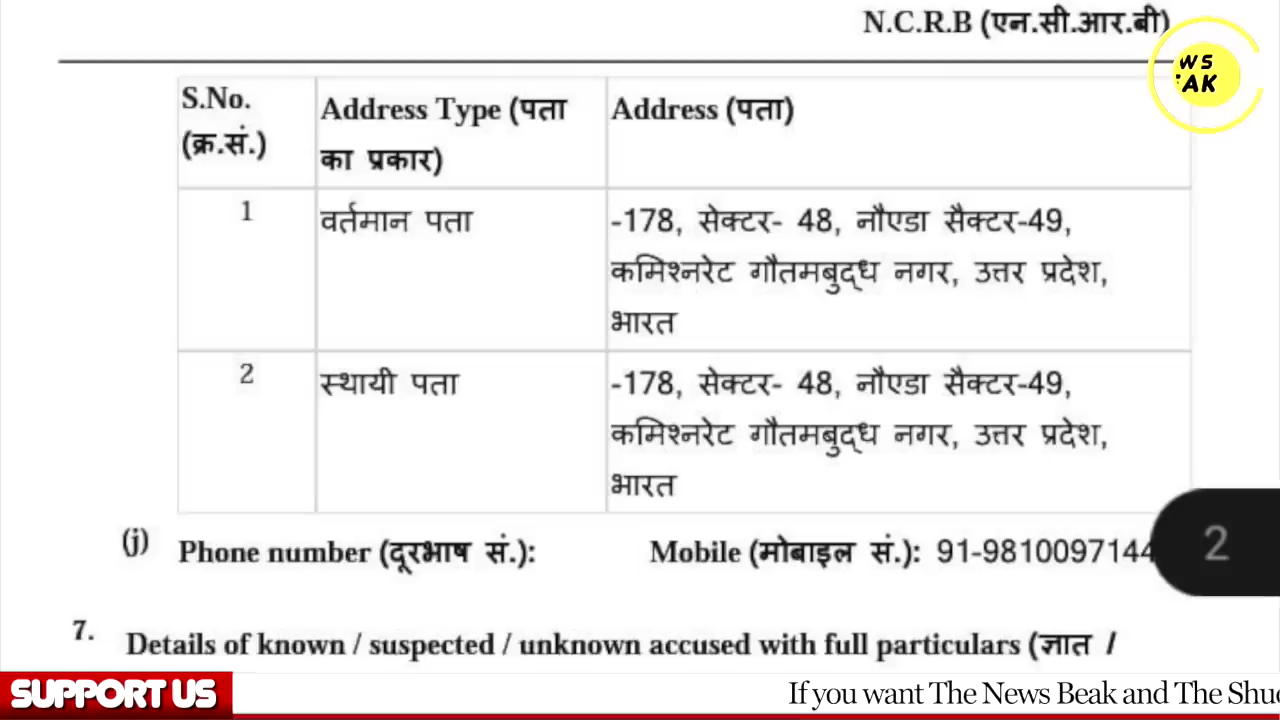 N.C.R.B (एन.सी.आर.बी)
WS
EAK
S.No.
(क्र.सं.)
Address Type (पता
का प्रकार)
Address (पता)
1
वर्तमान पता
-178, सेक्टर- 48, नौएडा सैक्टर-49,
कमिश्नरेट गौतमबुद्ध नगर, उत्तर प्रदेश,
भारत
2
स्थायी पता
-178, सेक्टर- 48, नौएडा सैक्टर-49,
कमिश्नरेट गौतमबुद्ध नगर, उत्तर प्रदेश,
भारत
(j) Phone number (दूरभाष सं.): Mobile (मोबाइल सं.): 91-9810097144
2
7. Details of known / suspected / unknown accused with full particulars (ज्ञात /
SUPPORT US
If you want The News Beak and The Shu